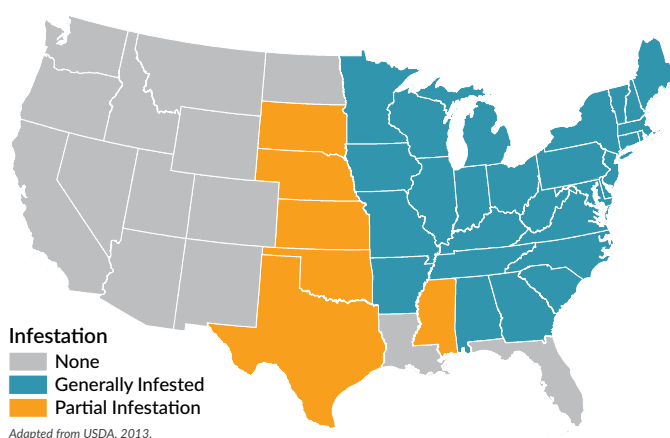 Infestation
None
Generally Infested
Partial Infestation
Adapted from USDA, 2013.